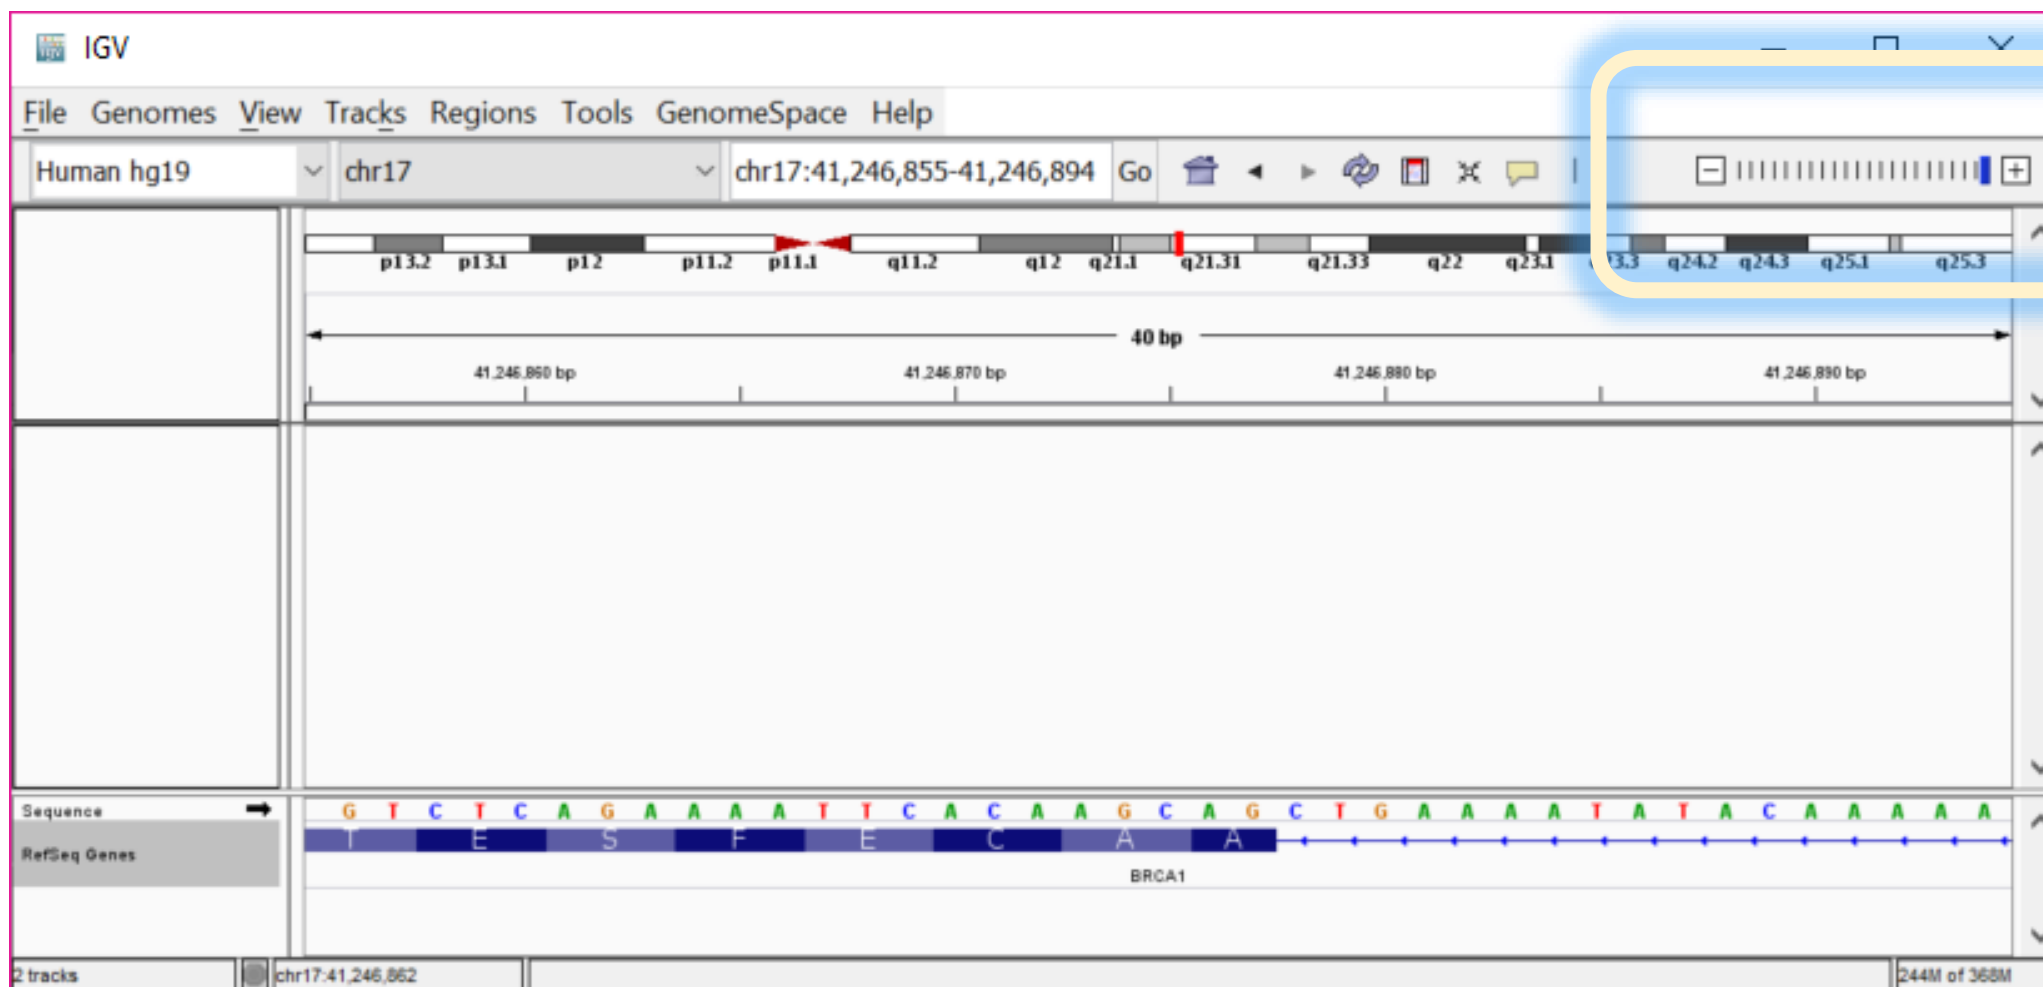 IGV
File Genomes View Tracks Regions Tools GenomeSpace Help
Human hg19 chr17 chr17:41,246,855-41,246,894 Go
p13.2 p13.1 p12 p11.2 p11.1 q11.2 q12 q21.1 q21.31 q21.33 q22 q23.1 q23.3 q24.2 q24.3 q25.1 q25.3
40 bp
41,246,860 bp 41,246,870 bp 41,246,880 bp 41,246,890 bp
Sequence G T C T C A G A A A A T T C A C A A G C A G C T G A A A A T A T A C A A A A A
RefSeq Genes T E S F E C A A
BRCA1
2 tracks chr17:41,246,862 244M of 368M